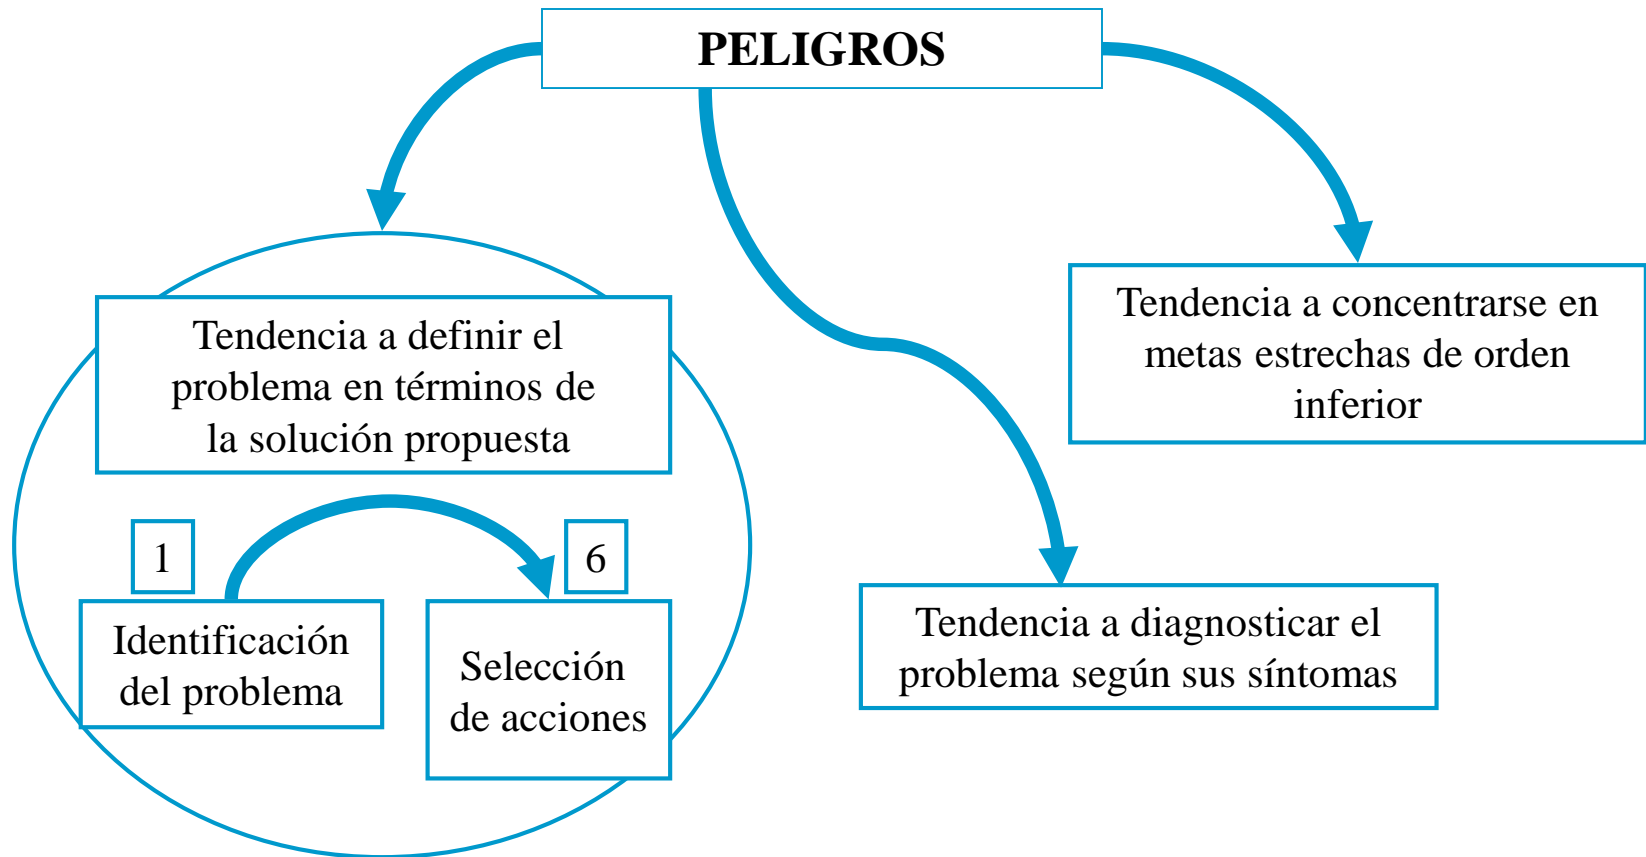 PELIGROS
Tendencia a definir el
problema en términos de
la solución propuesta
1
6
Identificación
del problema
Selección
de acciones
Tendencia a concentrarse en
metas estrechas de orden
inferior
Tendencia a diagnosticar el
problema según sus síntomas